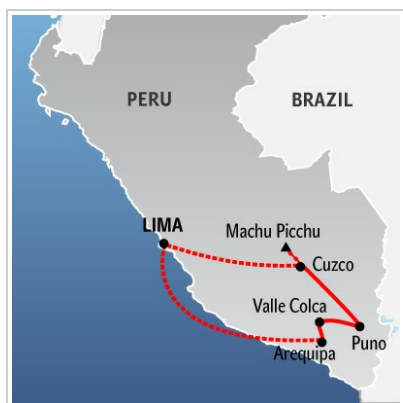 PERU
BRAZIL
LIMA
Machu Picchu
Cuzco
Valle Colca
Puno
Arequipa